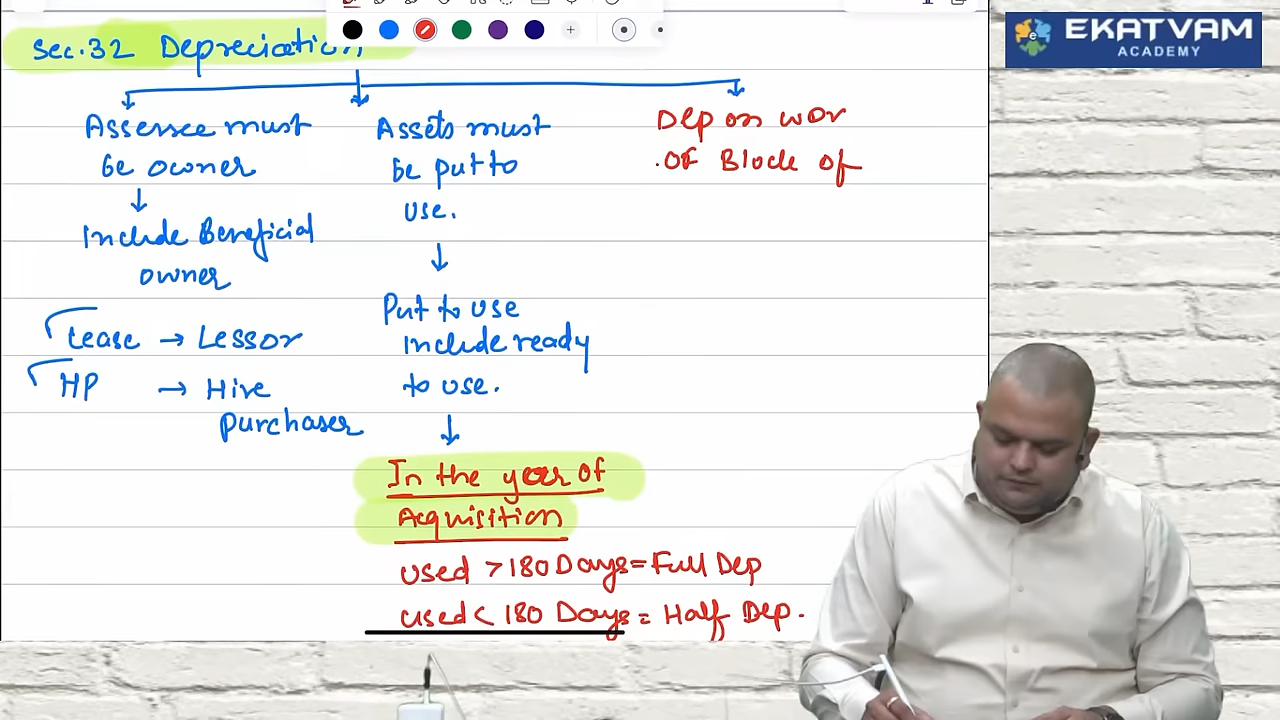 Sec.32 Depreciation
Assessee must
be owner
Include Beneficial
owner
Lease → Lessor
HP → Hire
Purchaser
Assets must
be put to
use.
Put to use
include ready
to use.
In the year of
Acquisition
used >180 Days = Full Dep
used < 180 Days = Half Dep.
Dep on WDV
of Block of
EKATVAM
ACADEMY